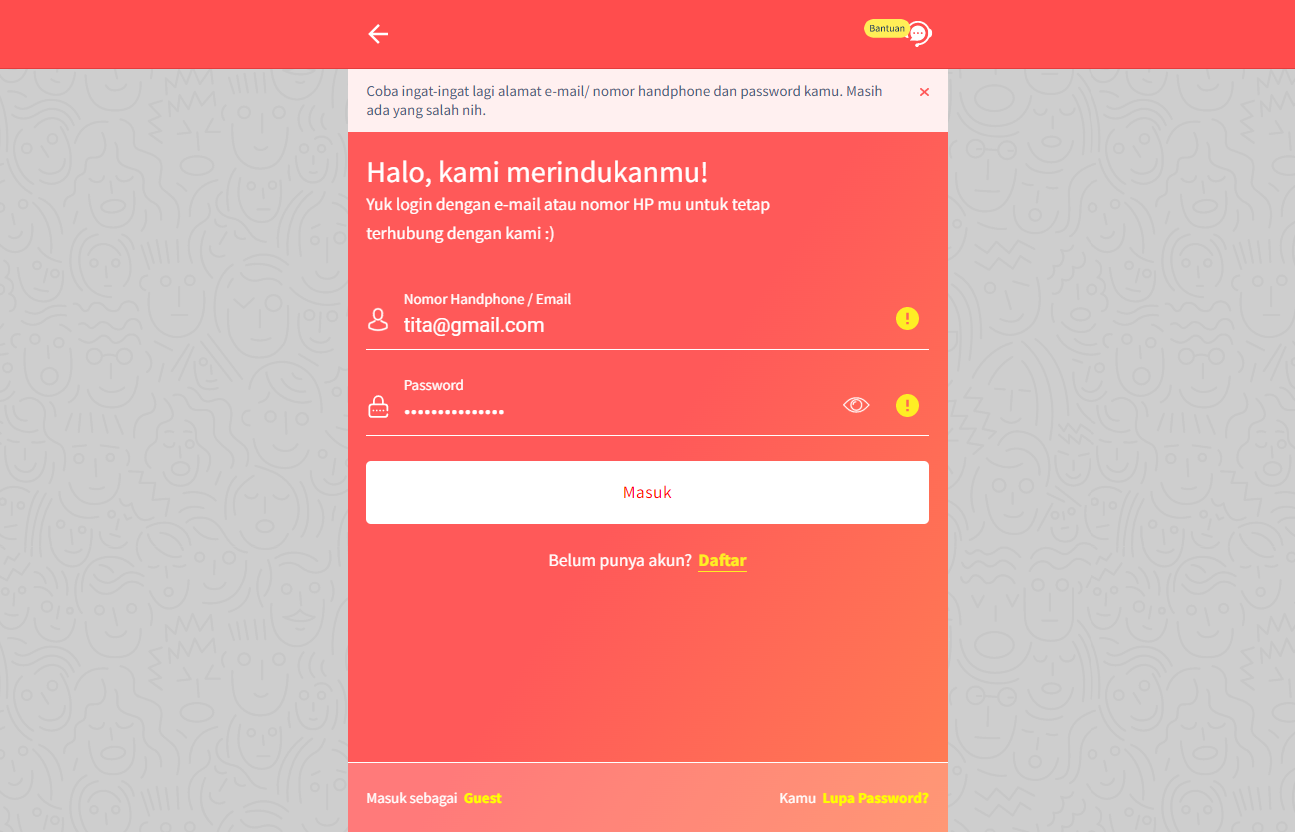 Bantuan
Coba ingat-ingat lagi alamat e-mail/ nomor handphone dan password kamu. Masih
ada yang salah nih.
Halo, kami merindukanmu!
Yuk login dengan e-mail atau nomor HP mu untuk tetap
terhubung dengan kami :)
Nomor Handphone / Email
tita@gmail.com
Password
•••••••••••••••
Masuk
Belum punya akun? Daftar
Masuk sebagai Guest
Kamu Lupa Password?